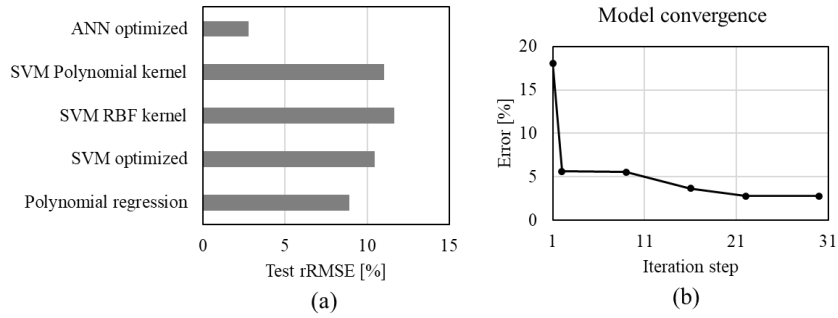 ANN optimized
SVM Polynomial kernel
SVM RBF kernel
SVM optimized
Polynomial regression
0 5 10 15
Test rRMSE [%]
(a)
Model convergence
Error [%]
20
15
10
5
0
1 11 21 31
Iteration step
(b)